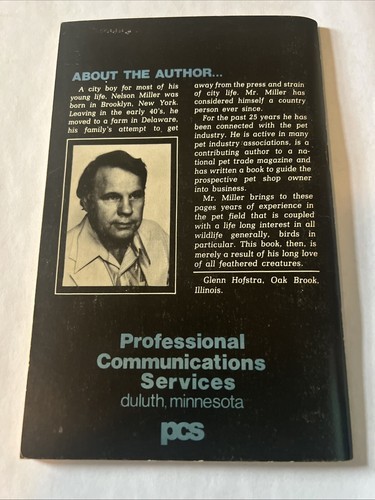 ABOUT THE AUTHOR...
A city boy for most of his
young life, Nelson Miller was
born in Brooklyn, New York.
Leaving in the early 40's, he
moved to a farm in Delaware,
his family's attempt to get
away from the press and strain
of city life. Mr. Miller has
considered himself a country
person ever since.
For the past 25 years he has
been connected with the pet
industry. He is active in many
pet industry associations, is a
contributing author to a na-
tional pet trade magazine and
has written a book to guide the
prospective pet shop owner
into business.
Mr. Miller brings to these
pages years of experience in
the pet field that is coupled
with a life long interest in all
wildlife generally, birds in
particular. This book, then, is
merely a result of his long love
of all feathered creatures.
Glenn Hofstra, Oak Brook,
Illinois.
Professional
Communications
Services
duluth, minnesota
pcs